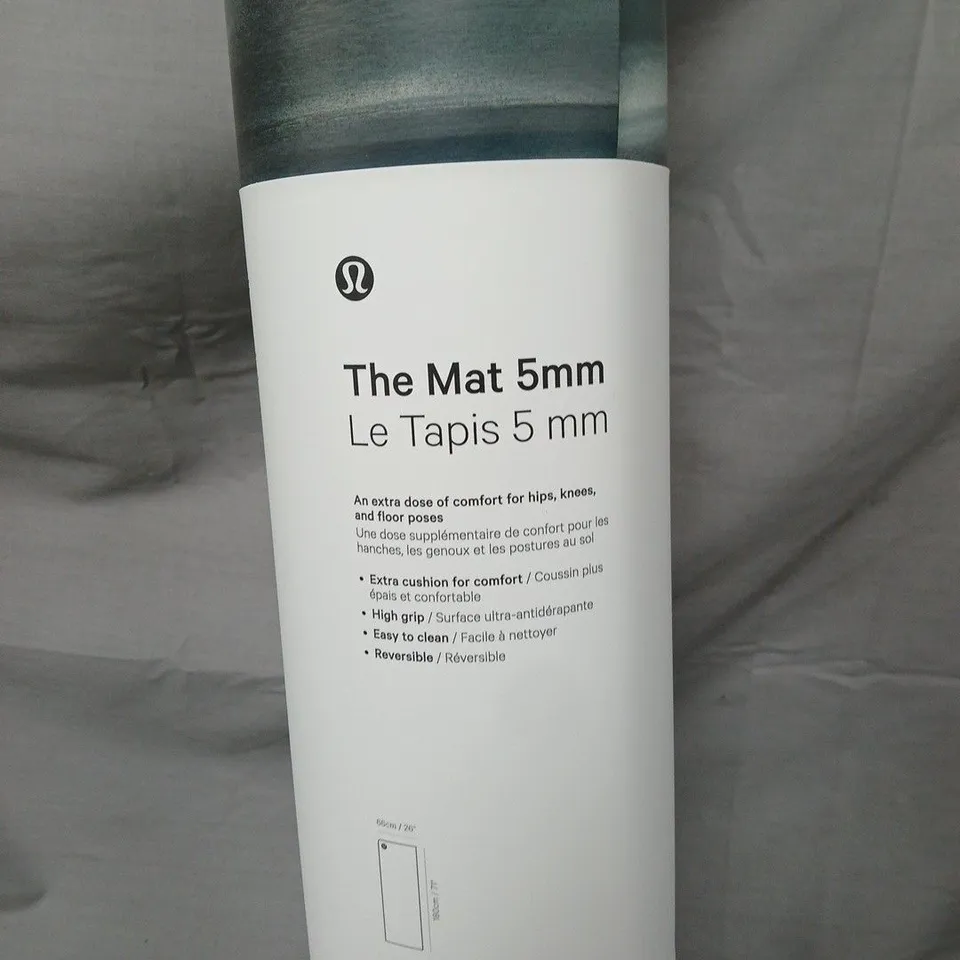 The Mat 5mm
Le Tapis 5 mm
An extra dose of comfort for hips, knees,
and floor poses
Une dose supplémentaire de confort pour les
hanches, les genoux et les postures au sol
• Extra cushion for comfort / Coussin plus
épais et confortable
• High grip / Surface ultra-antidérapante
• Easy to clean / Facile à nettoyer
• Reversible / Réversible
66cm / 26"
180cm / 71"